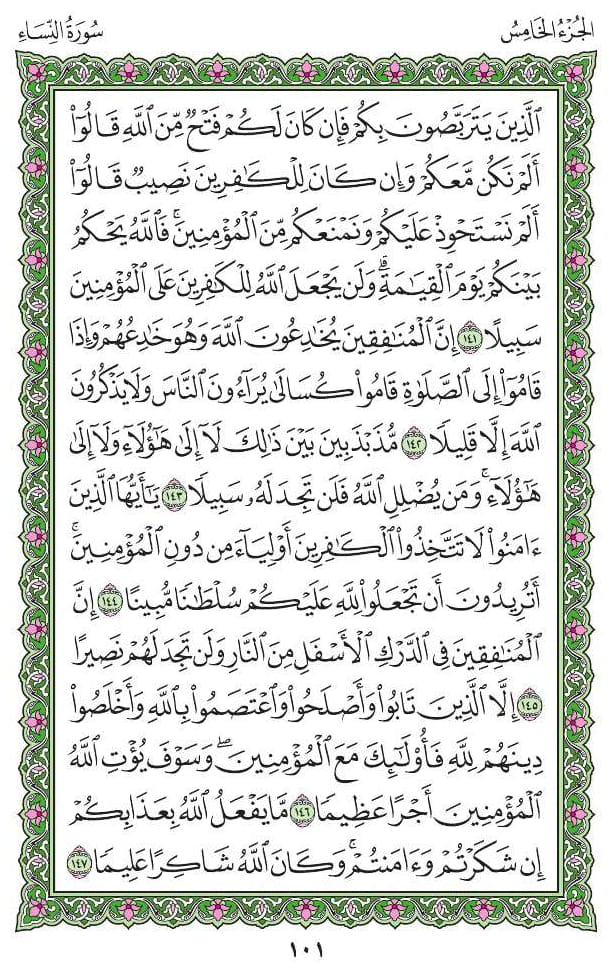 الجُزْءُ الخَامِسُ
سُورَةُ النِّسَاءِ
ٱلَّذِينَ يَتَرَبَّصُونَ بِكُمْ فَإِن كَانَ لَكُمْ فَتْحٌ مِّنَ ٱللَّهِ قَالُوٓا۟
أَلَمْ نَكُن مَّعَكُمْ وَإِن كَانَ لِلْكَـٰفِرِينَ نَصِيبٌ قَالُوٓا۟
أَلَمْ نَسْتَحْوِذْ عَلَيْكُمْ وَنَمْنَعْكُم مِّنَ ٱلْمُؤْمِنِينَ ۚ فَٱللَّهُ يَحْكُمُ
بَيْنَكُمْ يَوْمَ ٱلْقِيَـٰمَةِ ۗ وَلَن يَجْعَلَ ٱللَّهُ لِلْكَـٰفِرِينَ عَلَى ٱلْمُؤْمِنِينَ
سَبِيلًا ١٤١ إِنَّ ٱلْمُنَـٰفِقِينَ يُخَـٰدِعُونَ ٱللَّهَ وَهُوَ خَـٰدِعُهُمْ وَإِذَا
قَامُوٓا۟ إِلَى ٱلصَّلَوٰةِ قَامُوا۟ كُسَالَىٰ يُرَآءُونَ ٱلنَّاسَ وَلَا يَذْكُرُونَ
ٱللَّهَ إِلَّا قَلِيلًا ١٤٢ مُّذَبْذَبِينَ بَيْنَ ذَٰلِكَ لَآ إِلَىٰ هَـٰٓؤُلَآءِ وَلَآ إِلَىٰ
هَـٰٓؤُلَآءِ ۚ وَمَن يُضْلِلِ ٱللَّهُ فَلَن تَجِدَ لَهُۥ سَبِيلًا ١٤٣ يَـٰٓأَيُّهَا ٱلَّذِينَ
ءَامَنُوا۟ لَا تَتَّخِذُوا۟ ٱلْكَـٰفِرِينَ أَوْلِيَآءَ مِن دُونِ ٱلْمُؤْمِنِينَ ۚ
أَتُرِيدُونَ أَن تَجْعَلُوا۟ لِلَّهِ عَلَيْكُمْ سُلْطَـٰنًا مُّبِينًا ١٤٤ إِنَّ
ٱلْمُنَـٰفِقِينَ فِى ٱلدَّرْكِ ٱلْأَسْفَلِ مِنَ ٱلنَّارِ وَلَن تَجِدَ لَهُمْ نَصِيرًا
١٤٥ إِلَّا ٱلَّذِينَ تَابُوا۟ وَأَصْلَحُوا۟ وَٱعْتَصَمُوا۟ بِٱللَّهِ وَأَخْلَصُوا۟
دِينَهُمْ لِلَّهِ فَأُو۟لَـٰٓئِكَ مَعَ ٱلْمُؤْمِنِينَ ۖ وَسَوْفَ يُؤْتِ ٱللَّهُ
ٱلْمُؤْمِنِينَ أَجْرًا عَظِيمًا ١٤٦ مَّا يَفْعَلُ ٱللَّهُ بِعَذَابِكُمْ
إِن شَكَرْتُمْ وَءَامَنتُمْ ۚ وَكَانَ ٱللَّهُ شَاكِرًا عَلِيمًا ١٤٧
١٠١